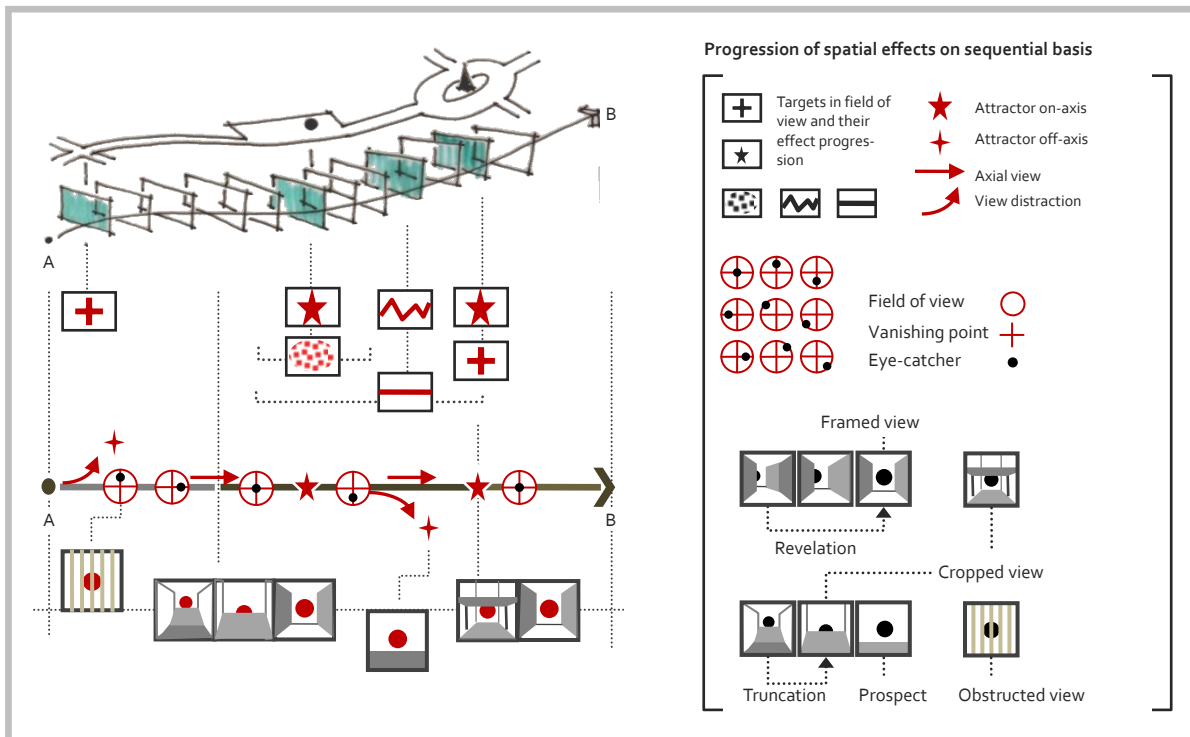 Progression of spatial effects on sequential basis
Targets in field of
view and their
effect progres-
sion
Attractor on-axis
Attractor off-axis
Axial view
View distraction
B
A
Field of view
Vanishing point
Eye-catcher
Framed view
Revelation
A
B
Cropped view
Truncation
Prospect
Obstructed view